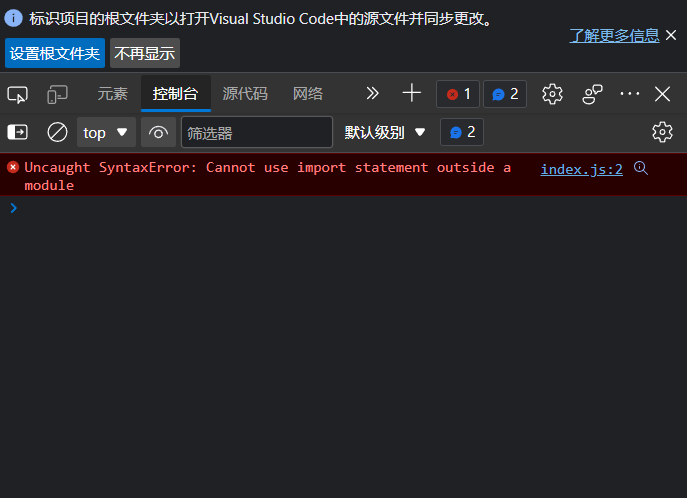 标识项目的根文件夹以打开Visual Studio Code中的源文件并同步更改。
了解更多信息
设置根文件夹 不再显示
元素 控制台 源代码 网络 1 2
top 筛选器 默认级别 2
Uncaught SyntaxError: Cannot use import statement outside a index.js:2
module